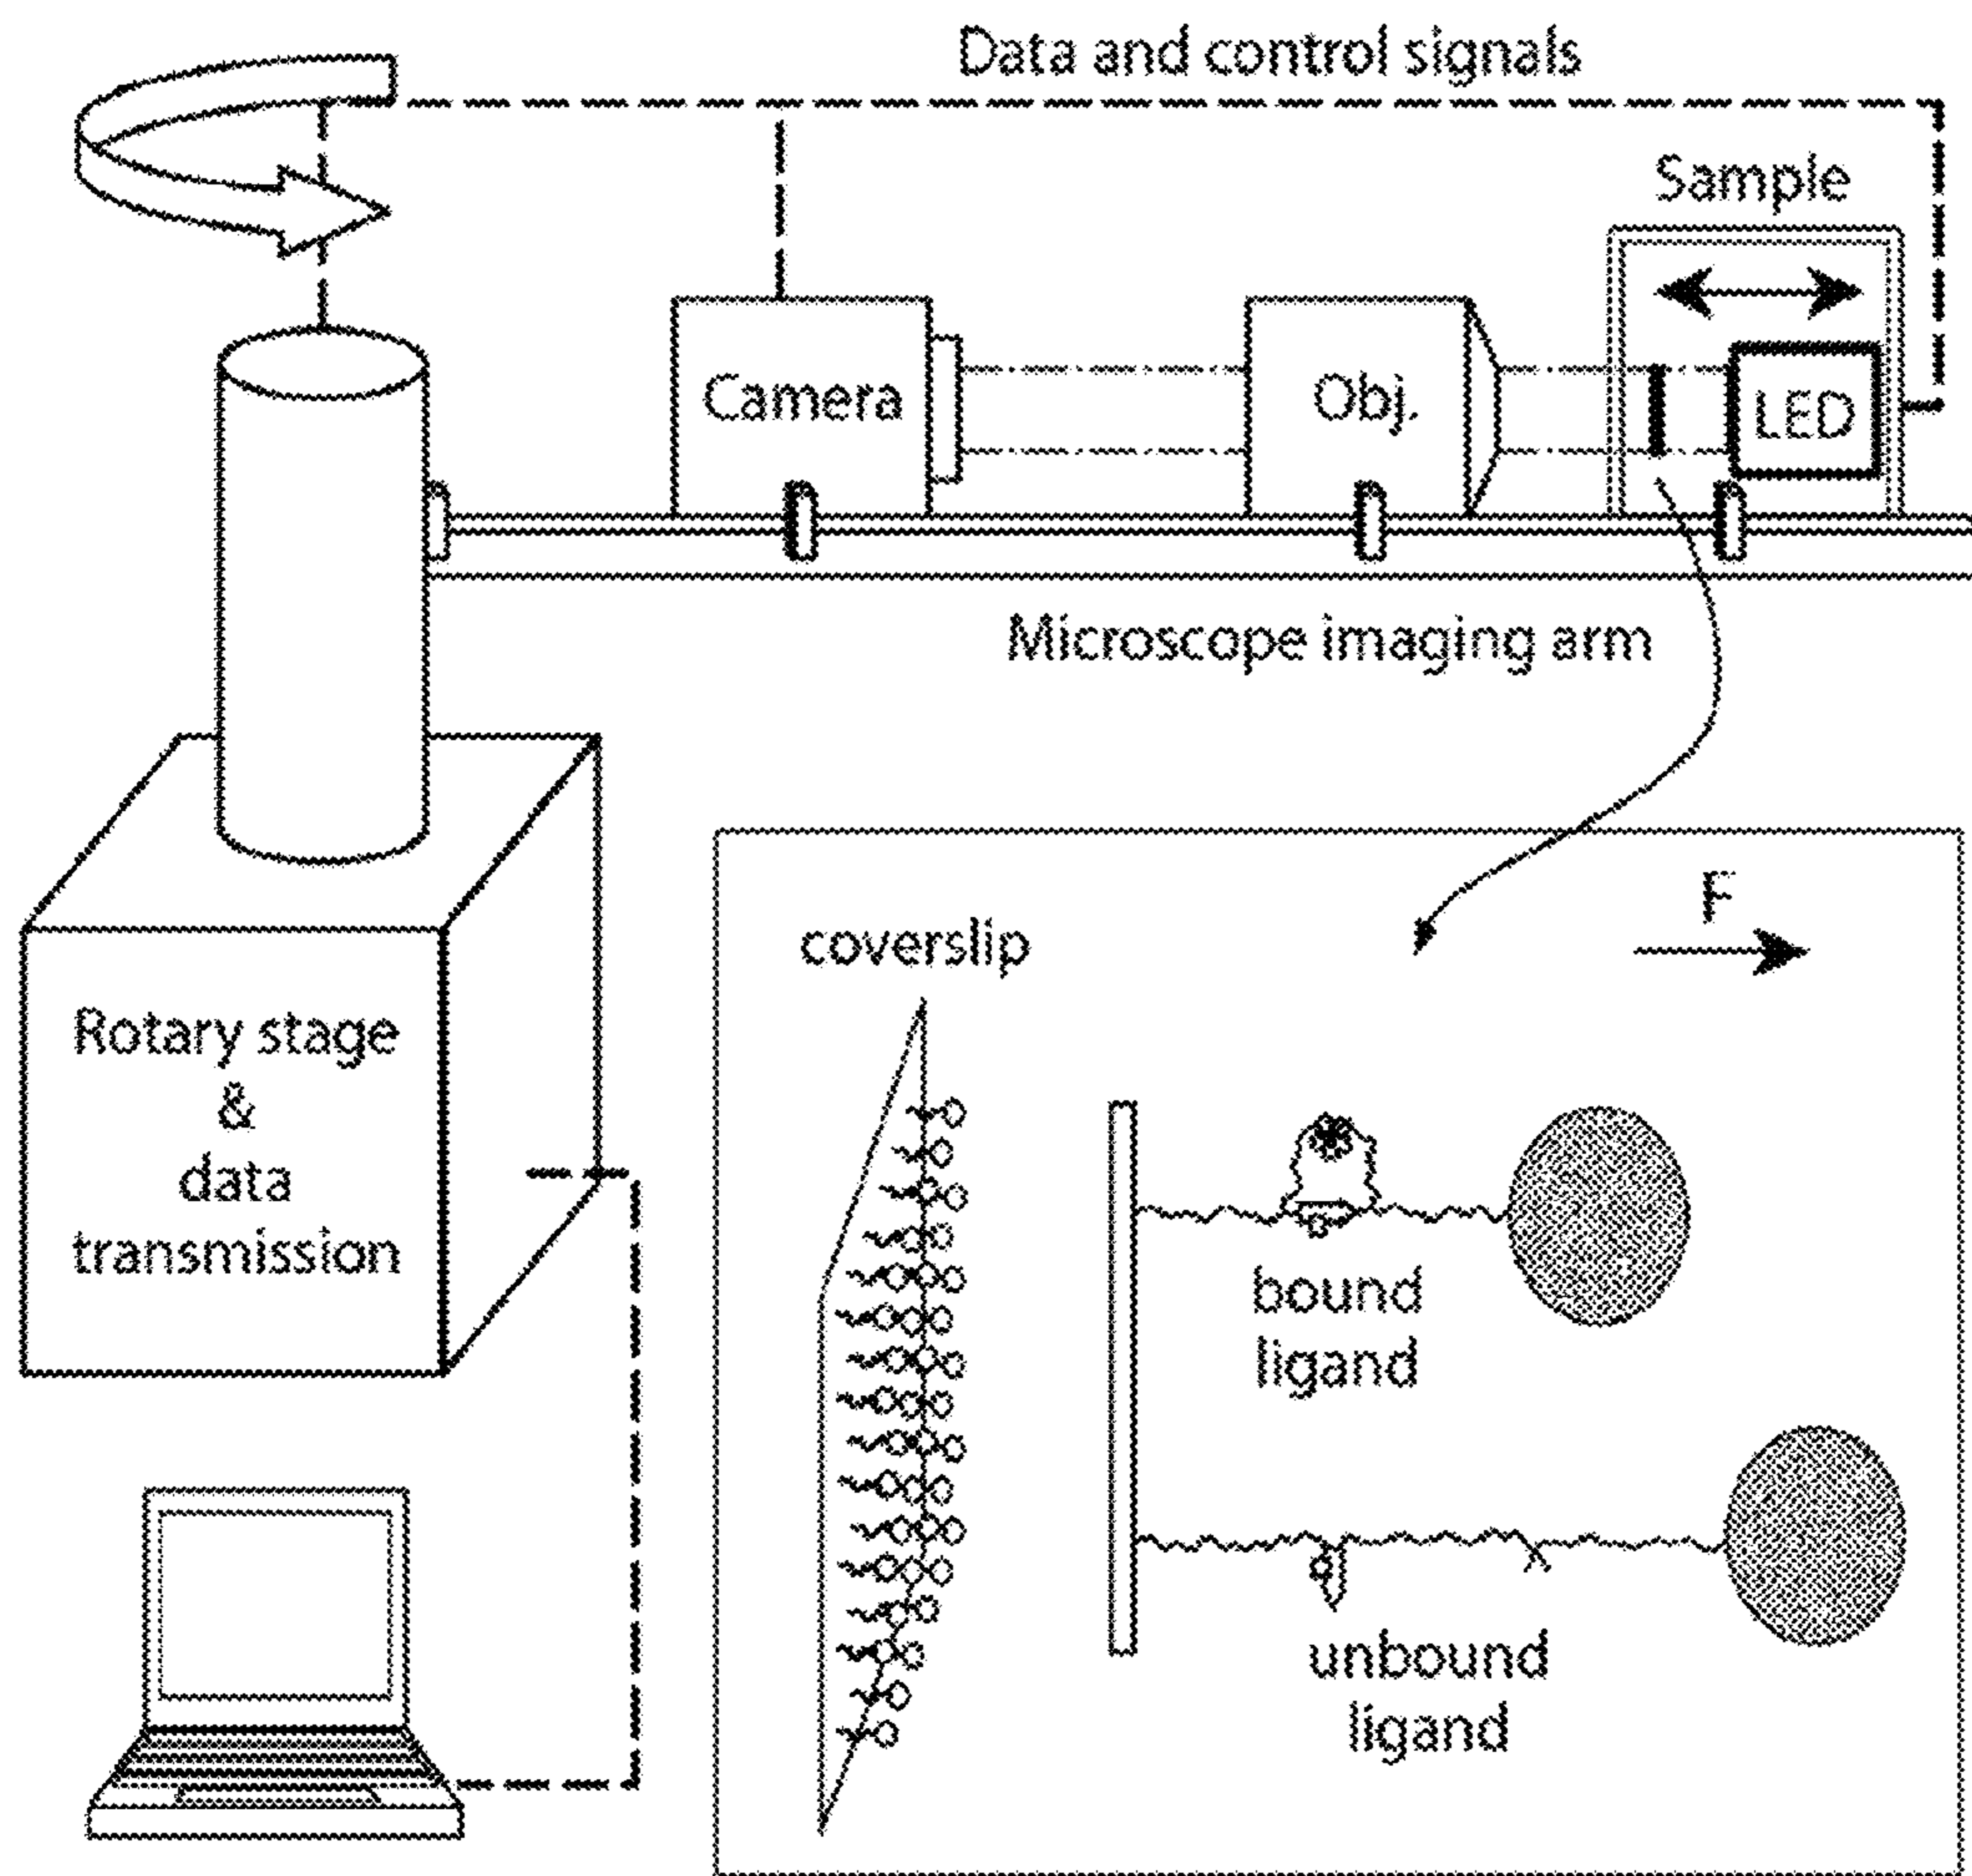 Data and control signals
Sample
Camera
Obj.
LED
Microscope imaging arm
Rotary stage
&
data
transmission
coverslip
F
bound
ligand
unbound
ligand